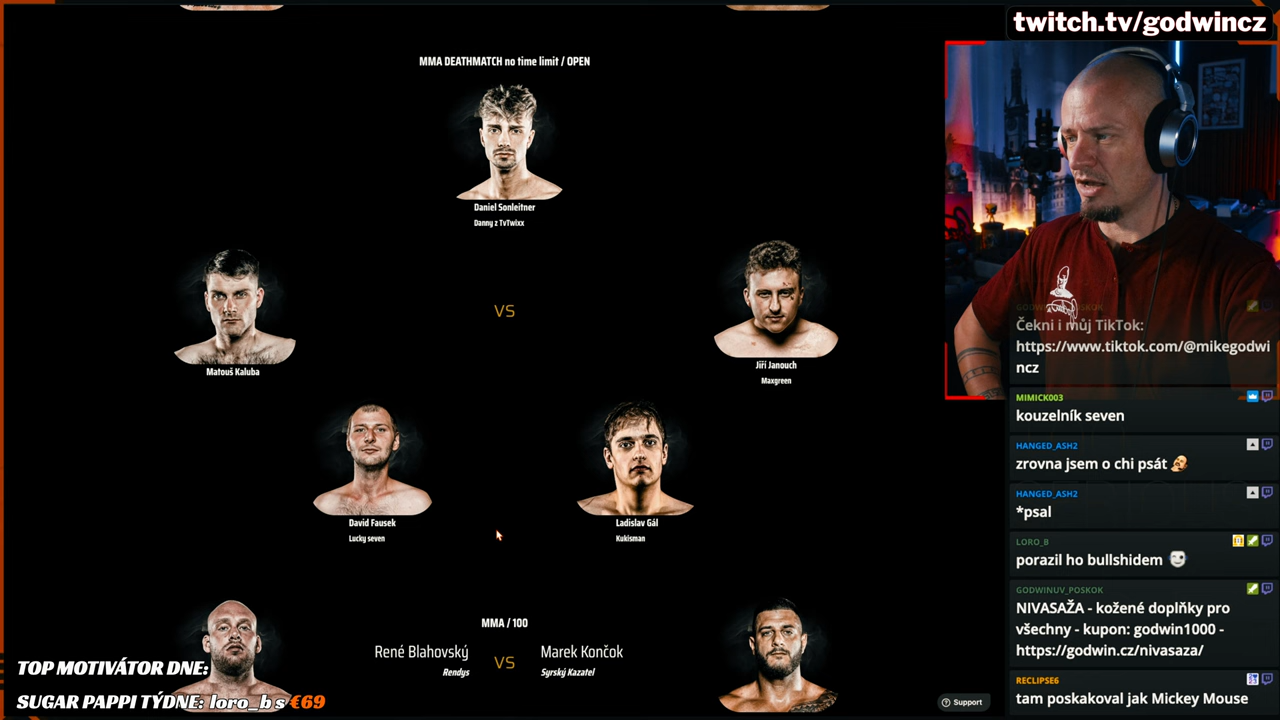 twitch.tv/godwincz
MMA DEATHMATCH no time limit / OPEN
Daniel Sonleitner
Danny z TvTwixx
VS
Matouš Kaluba
Jiří Janouch
Maxgreen
David Fausek
Lucky seven
Ladislav Gál
Kukisman
MMA / 100
René Blahovský
Rendys
VS
Marek Končok
Syrský Kazatel
TOP MOTIVÁTOR DNE:
SUGAR PAPPI TÝDNE: loro_b s €69
Support
Čekni i můj TikTok:
https://www.tiktok.com/@mikegodwi
ncz
MIMICK003
kouzelník seven
HANGED_ASH2
zrovna jsem o chi psát
HANGED_ASH2
*psal
LORO_B
porazil ho bullshidem
GODWINUV_POSKOK
NIVASAŽA - kožené doplňky pro
všechny - kupon: godwin1000 -
https://godwin.cz/nivasaza/
RECLIPSE6
tam poskakoval jak Mickey Mouse